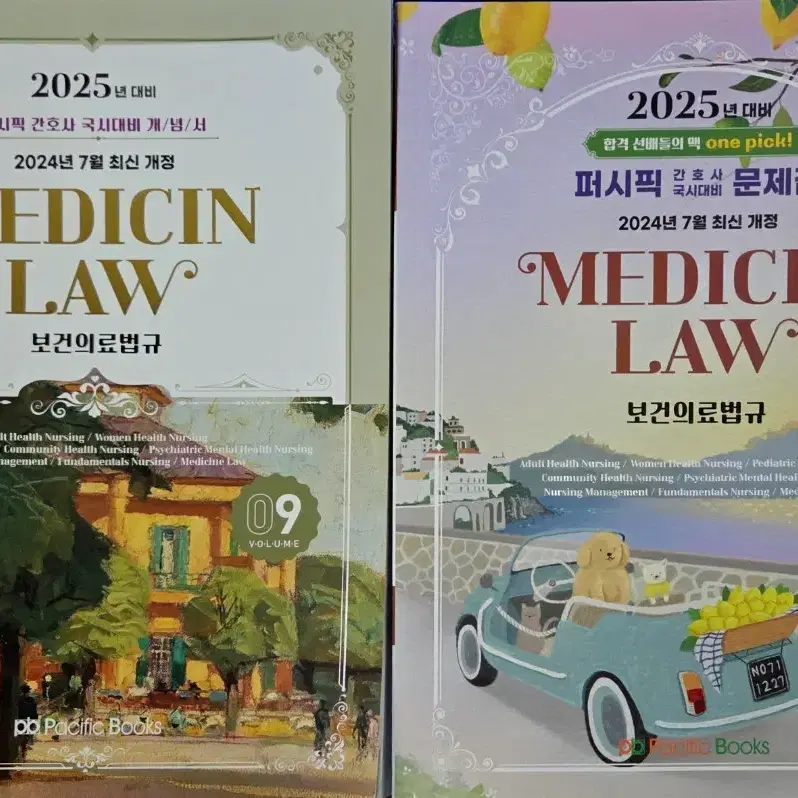 2025년 대비
시픽 간호사 국시대비 개/념/서
2024년 7월 최신 개정
EDICIN
LAW
보건의료법규
ult Health Nursing / Women Health Nursing
/ Community Health Nursing / Psychiatric Mental Health Nursing
nagement / Fundamentals Nursing / Medicine Law
09
VOLUME
pb Pacific Books
2025년 대비
합격 선배들의 맥 one pick!
퍼시픽 간호사 국시대비 문제
2024년 7월 최신 개정
MEDICI
LAW
보건의료법규
Adult Health Nursing / Women Health Nursing / Pediatric
Community Health Nursing / Psychiatric Mental Heal
Nursing Management / Fundamentals Nursing / Me
NO71
1227
pb Pacific Books